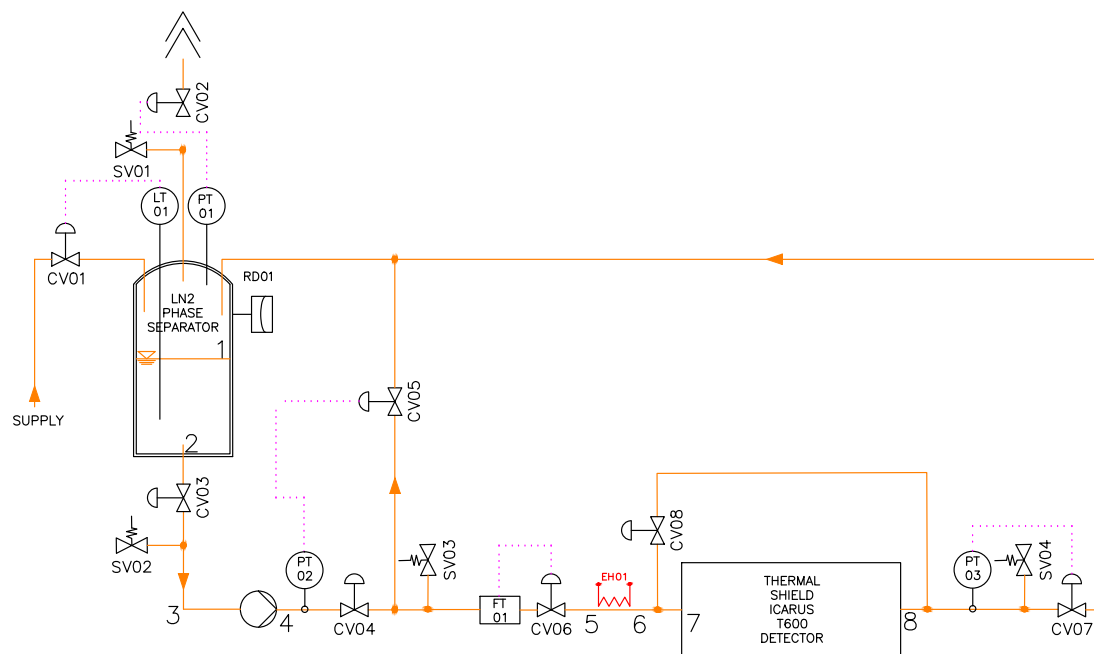 CV02
SV01
LT
01
PT
01
CV01
RD01
LN2
PHASE
SEPARATOR
1
SUPPLY
CV05
2
CV03
SV02
PT
02
SV03
CV08
SV04
PT
03
EH01
THERMAL
SHIELD
ICARUS
T600
DETECTOR
FT
01
3
4
CV04
CV06
5
6
7
8
CV07